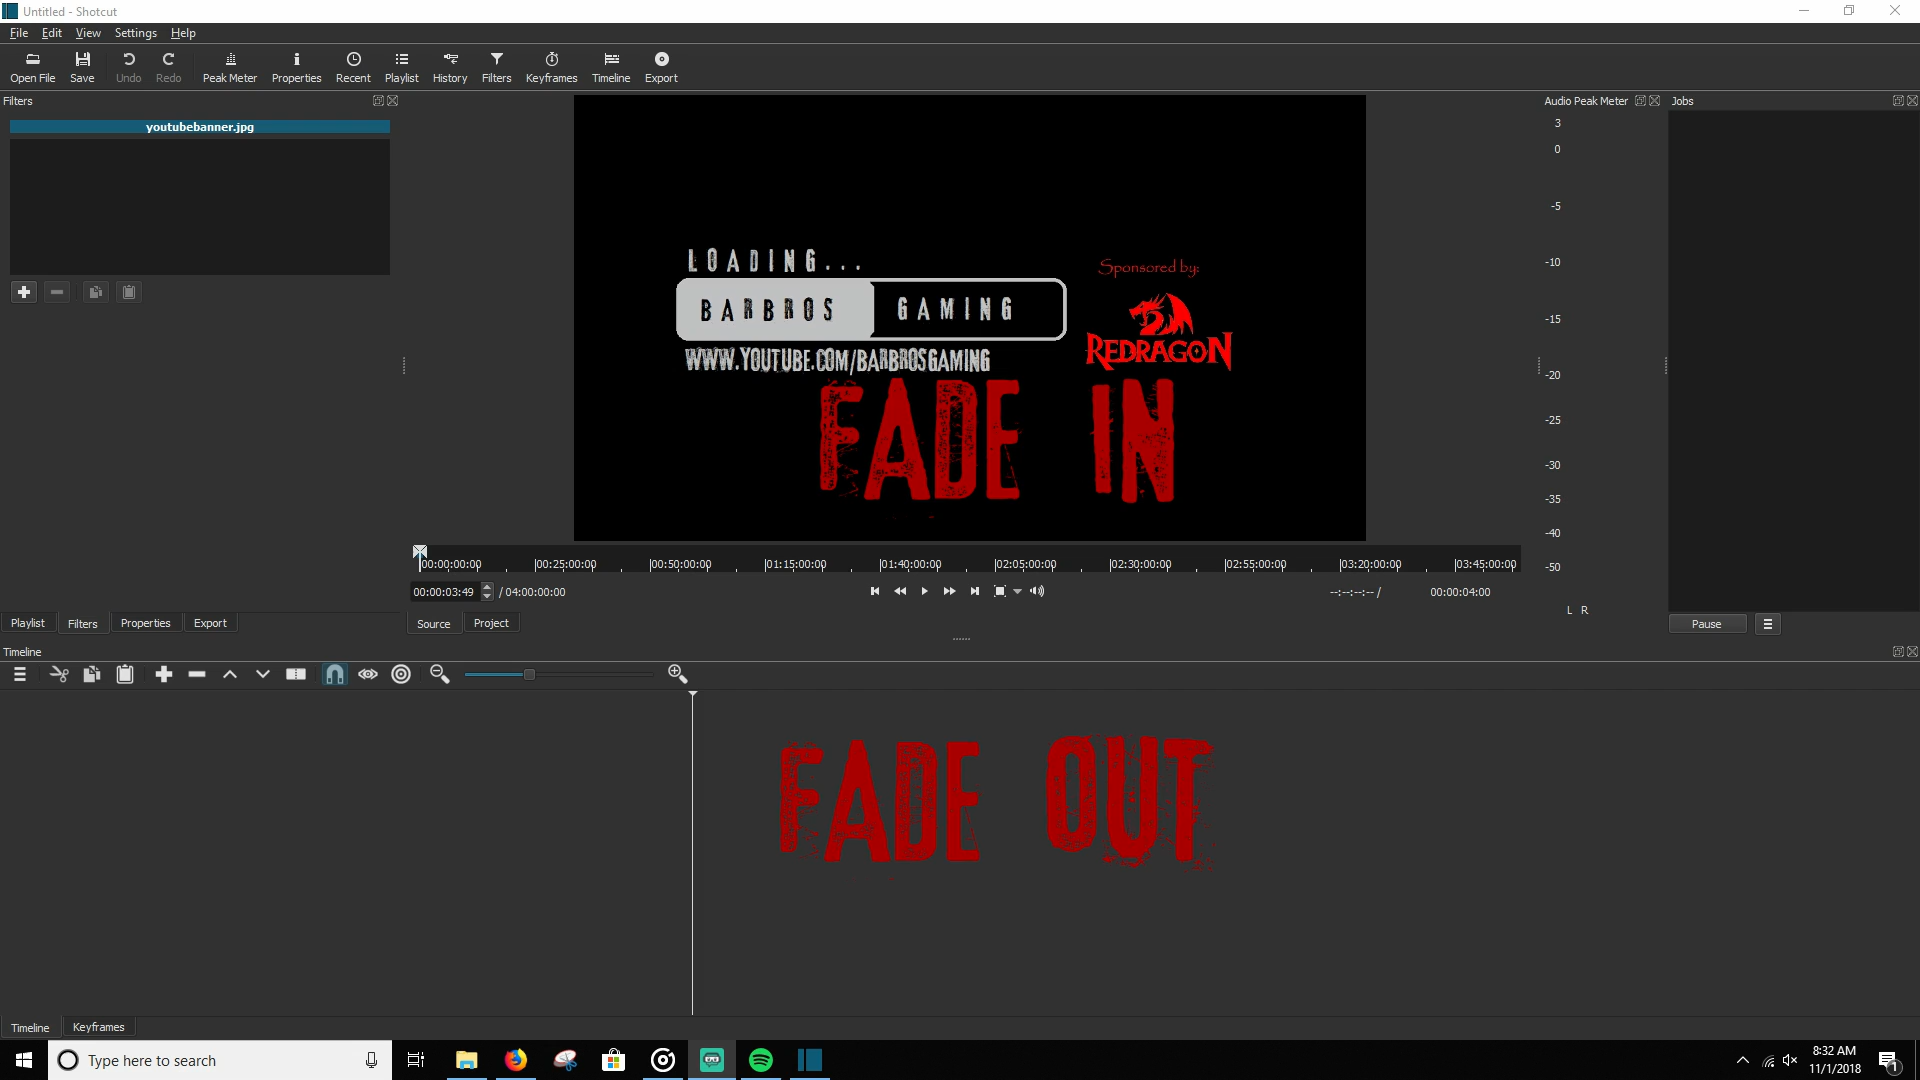 Untitled - Shotcut
File Edit View Settings Help
Open File Save Undo Redo Peak Meter Properties Recent Playlist History Filters Keyframes Timeline Export
Filters
youtubebanner.jpg
LOADING...
BARBROS GAMING
WWW.YOUTUBE.COM/BARBROSGAMING
Sponsored by:
REDRAGON
FADE IN
Audio Peak Meter
3
0
-5
-10
-15
-20
-25
-30
-35
-40
-50
L R
Jobs
00:00:00:00 00:25:00:00 00:50:00:00 01:15:00:00 01:40:00:00 02:05:00:00 02:30:00:00 02:55:00:00 03:20:00:00 03:45:00:00
00:00:03:49 / 04:00:00:00 --:--:--:-- / 00:00:04:00
Playlist Filters Properties Export
Source Project
Pause
Timeline
FADE OUT
Timeline Keyframes
Type here to search
8:32 AM
11/1/2018
1